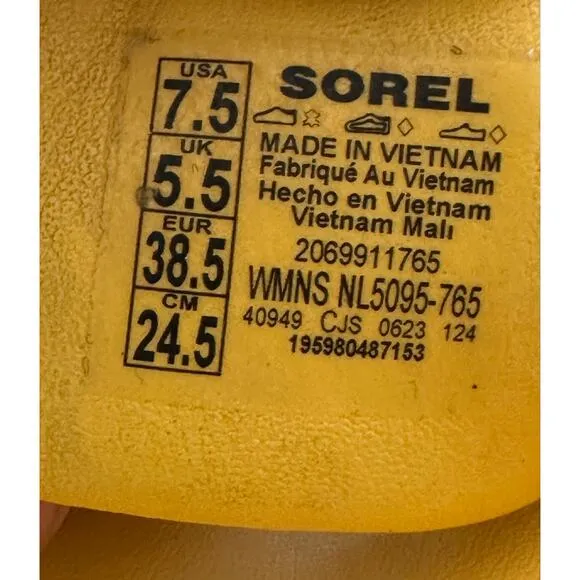 USA
7.5
UK
5.5
EUR
38.5
CM
24.5
SOREL
MADE IN VIETNAM
Fabriqué Au Vietnam
Hecho en Vietnam
Vietnam Malı
2069911765
WMNS NL5095-765
40949 CJS 0623 124
195980487153